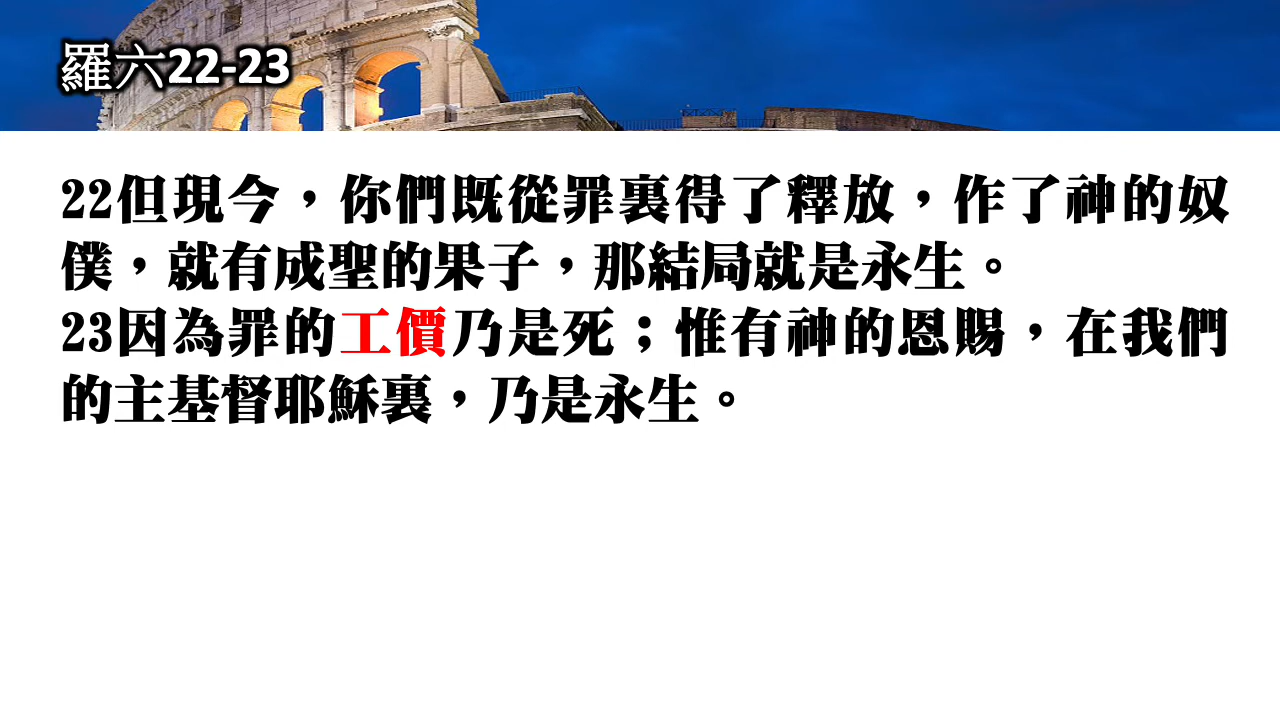 羅六22-23
22但現今，你們既從罪裏得了釋放，作了神的奴
僕，就有成聖的果子，那結局就是永生。
23因為罪的工價乃是死；惟有神的恩賜，在我們
的主基督耶穌裏，乃是永生。